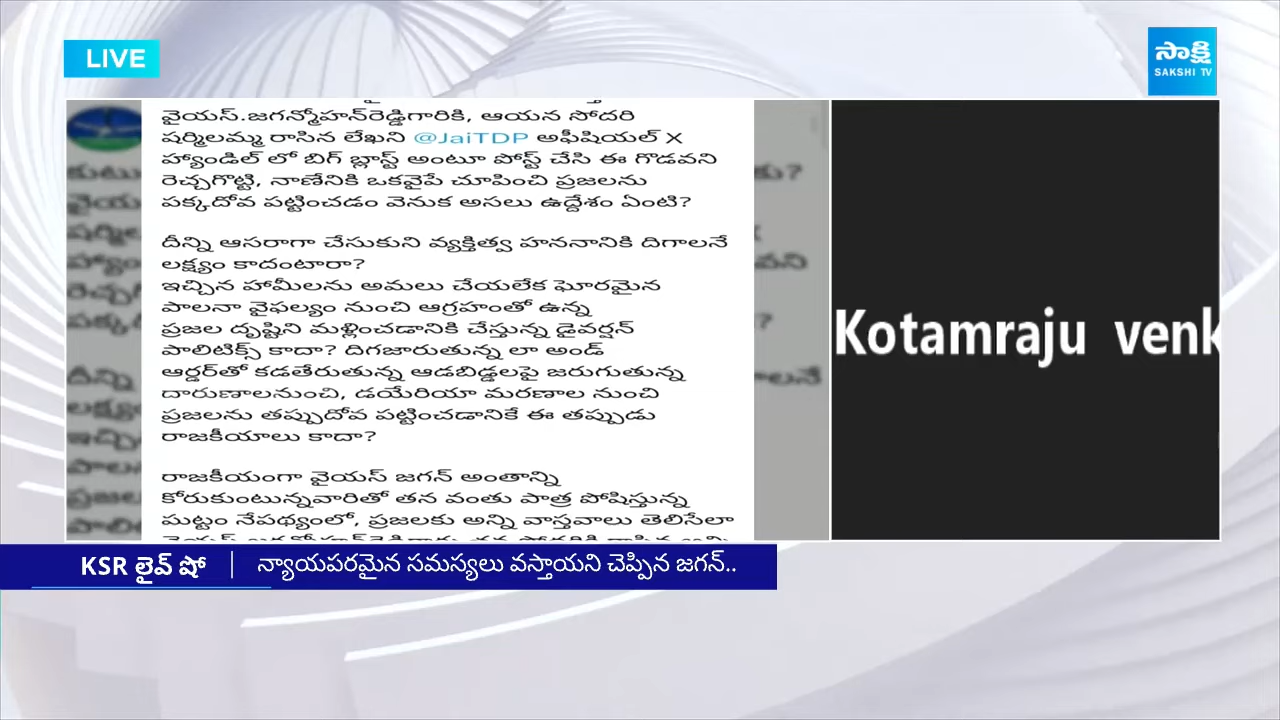 LIVE
సాక్షి
SAKSHI TV
వైయస్.జగన్మోహన్‌రెడ్డిగారికి, ఆయన సోదరి
షర్మిలమ్మ రాసిన లేఖని @JaiTDP అఫీషియల్ X
హ్యాండిల్ లో బిగ్ బ్లాస్ట్ అంటూ పోస్ట్ చేసి ఈ గొడవని
రెచ్చగొట్టి, నాణేనికి ఒకవైపే చూపించి ప్రజలను
పక్కదోవ పట్టించడం వెనుక అసలు ఉద్దేశం ఏంటి?
దీన్ని ఆసరాగా చేసుకుని వ్యక్తిత్వ హననానికి దిగాలనే
లక్ష్యం కాదంటారా?
ఇచ్చిన హామీలను అమలు చేయలేక ఘోరమైన
పాలనా వైఫల్యం నుంచి ఆగ్రహంతో ఉన్న
ప్రజల దృష్టిని మళ్లించడానికి చేస్తున్న డైవర్షన్
పాలిటిక్స్ కాదా? దిగజారుతున్న లా అండ్
ఆర్డర్‌తో కడతేరుతున్న ఆడబిడ్డలపై జరుగుతున్న
దారుణాలనుంచి, డయేరియా మరణాల నుంచి
ప్రజలను తప్పుదోవ పట్టించడానికే ఈ తప్పుడు
రాజకీయాలు కాదా?
రాజకీయంగా వైయస్ జగన్ అంతాన్ని
కోరుకుంటున్నవారితో తన వంతు పాత్ర పోషిస్తున్న
ఘట్టం నేపథ్యంలో, ప్రజలకు అన్ని వాస్తవాలు తెలిసేలా
Kotamraju venk
KSR లైవ్ షో
న్యాయపరమైన సమస్యలు వస్తాయని చెప్పిన జగన్..